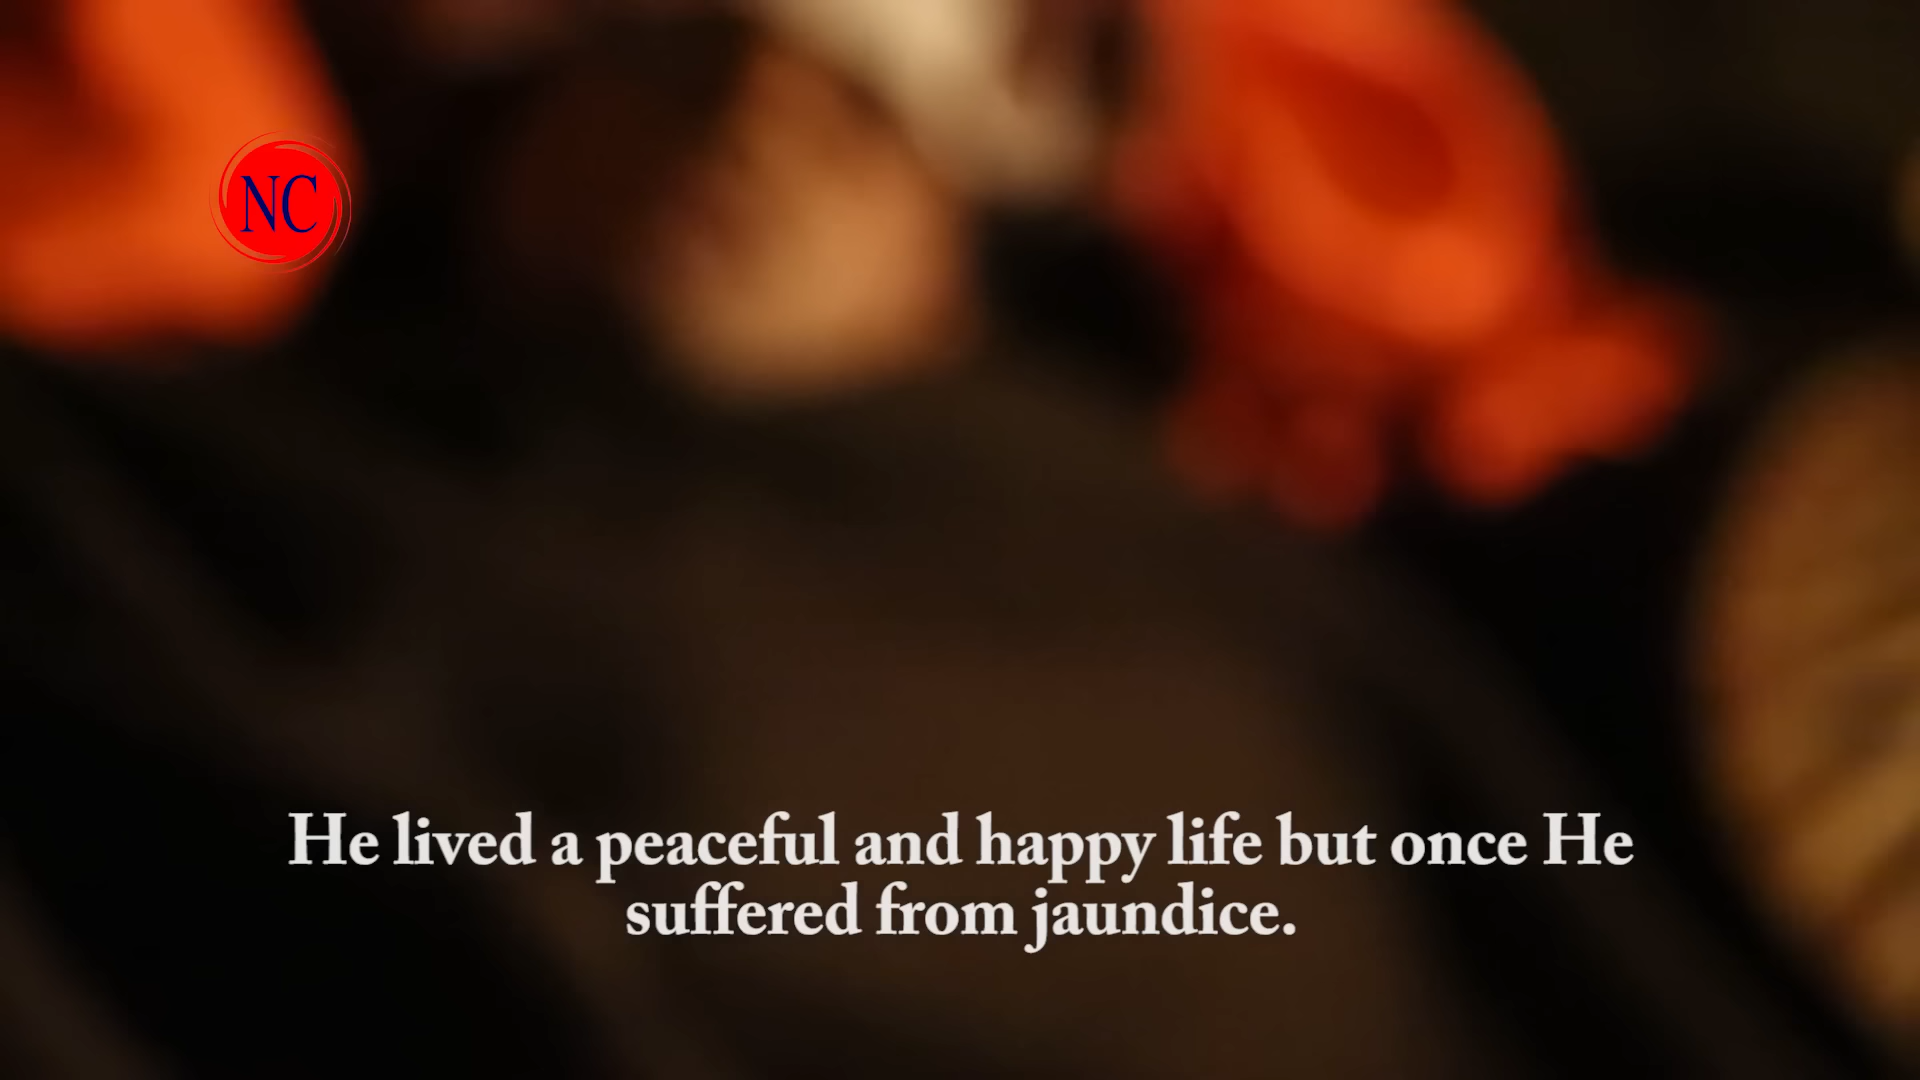 NC
He lived a peaceful and happy life but once He
suffered from jaundice.